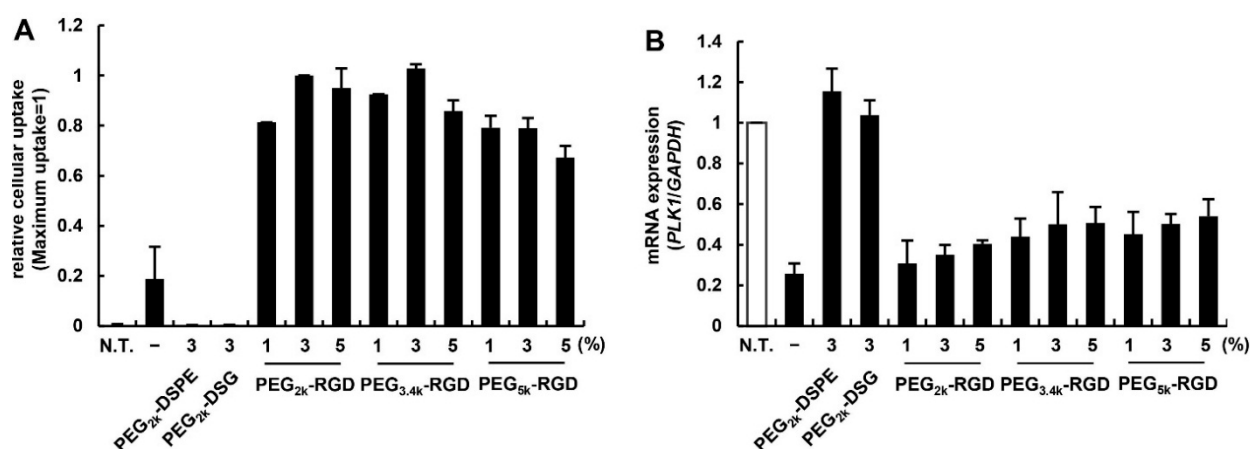 A
relative cellular uptake
(Maximum uptake=1)
1.2
1
0.8
0.6
0.4
0.2
0
N.T. – 3 3 1 3 5 1 3 5 1 3 5 (%)
PEG2k-DSPE
PEG2k-DSG
PEG2k-RGD PEG3.4k-RGD PEG5k-RGD
B
mRNA expression
(PLK1/GAPDH)
1.4
1.2
1
0.8
0.6
0.4
0.2
0
N.T. – 3 3 1 3 5 1 3 5 1 3 5 (%)
PEG2k-DSPE
PEG2k-DSG
PEG2k-RGD PEG3.4k-RGD PEG5k-RGD